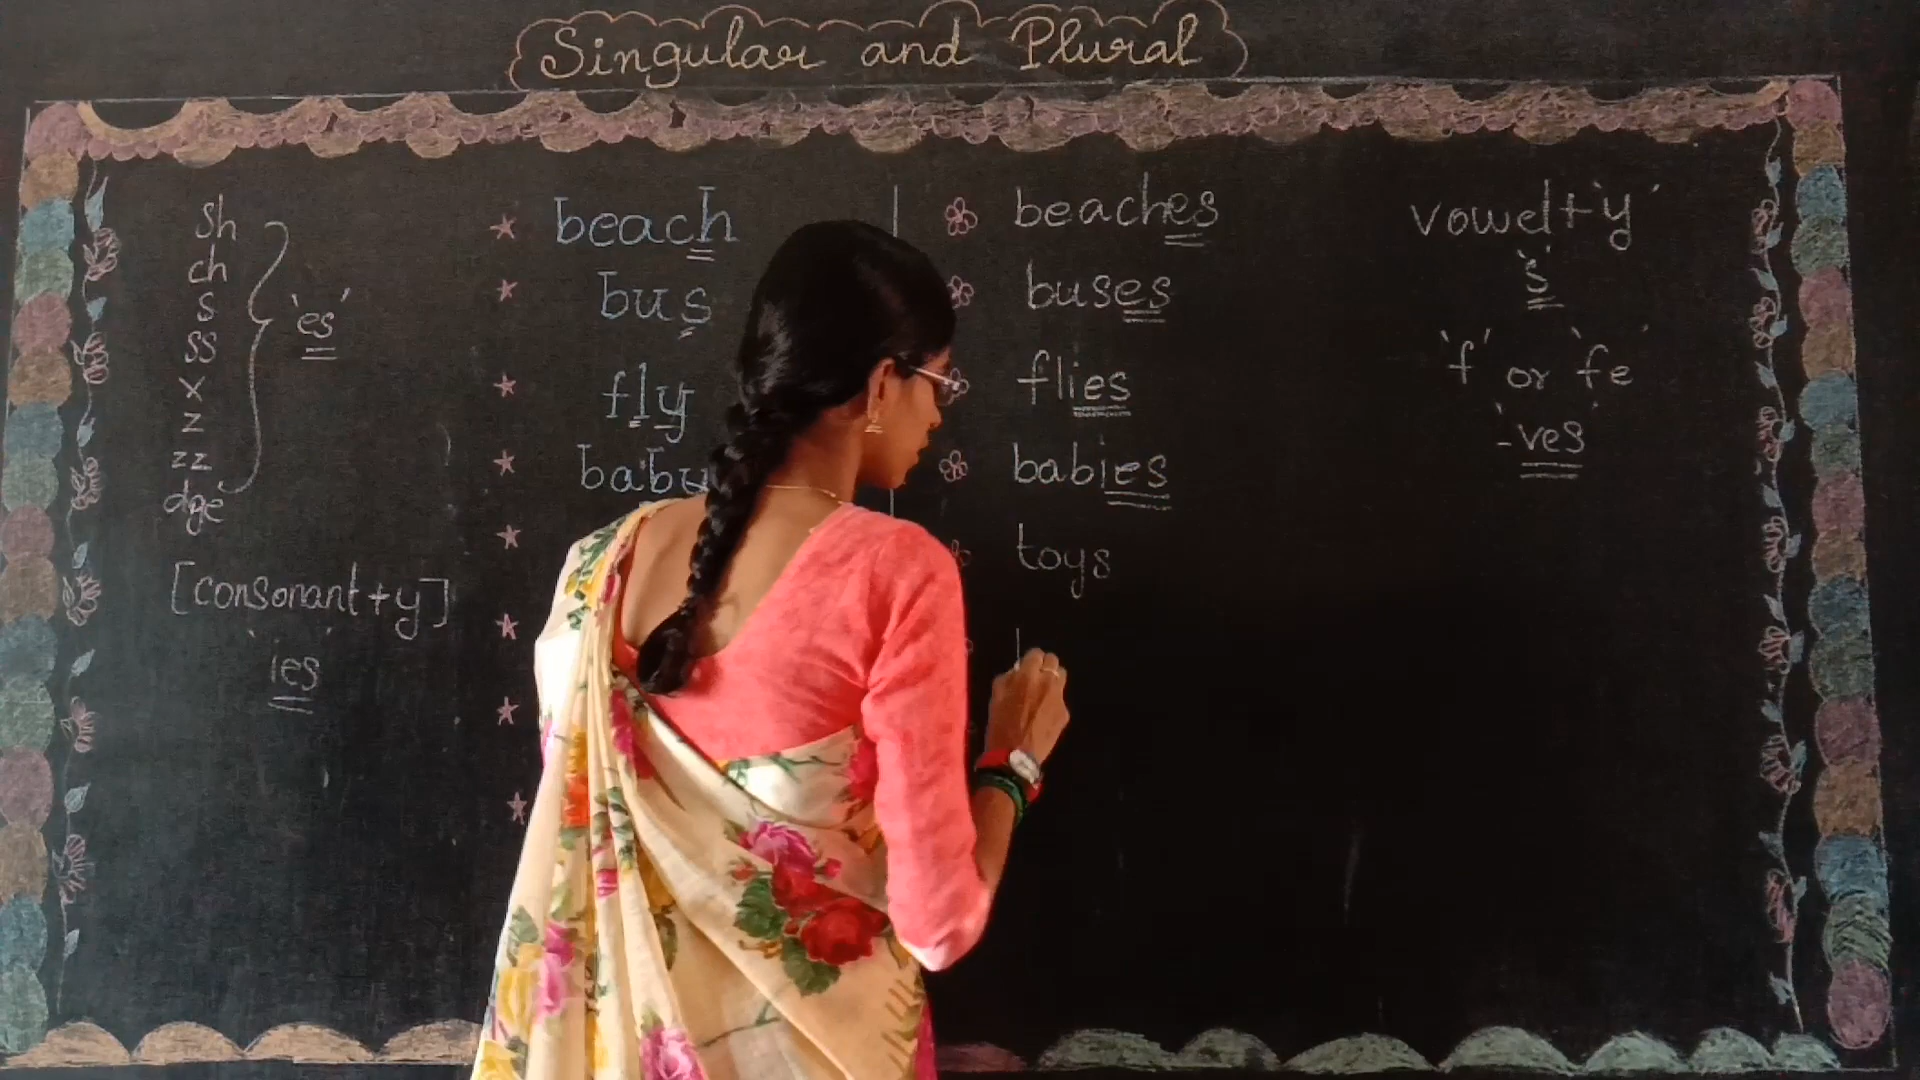 Singular and Plural
sh
ch
s
ss
x
z
zz
dge
'es'
[consonant+y]
'ies'
beach
bus
fly
baby
beaches
buses
flies
babies
toys
vowel+'y'
's'
'f' or 'fe'
'-ves'